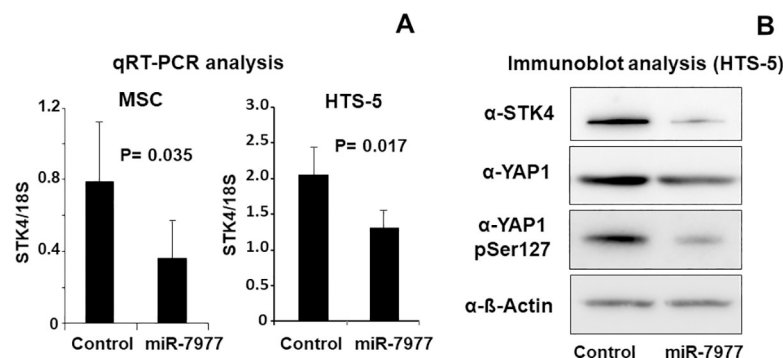 A
qRT-PCR analysis
MSC
STK4/18S
1.2
0.8
0.4
0
P= 0.035
Control miR-7977
HTS-5
STK4/18S
3.0
2.5
2.0
1.5
1.0
0.5
0.0
P= 0.017
Control miR-7977
B
Immunoblot analysis (HTS-5)
α-STK4
α-YAP1
α-YAP1
pSer127
α-ß-Actin
Control miR-7977